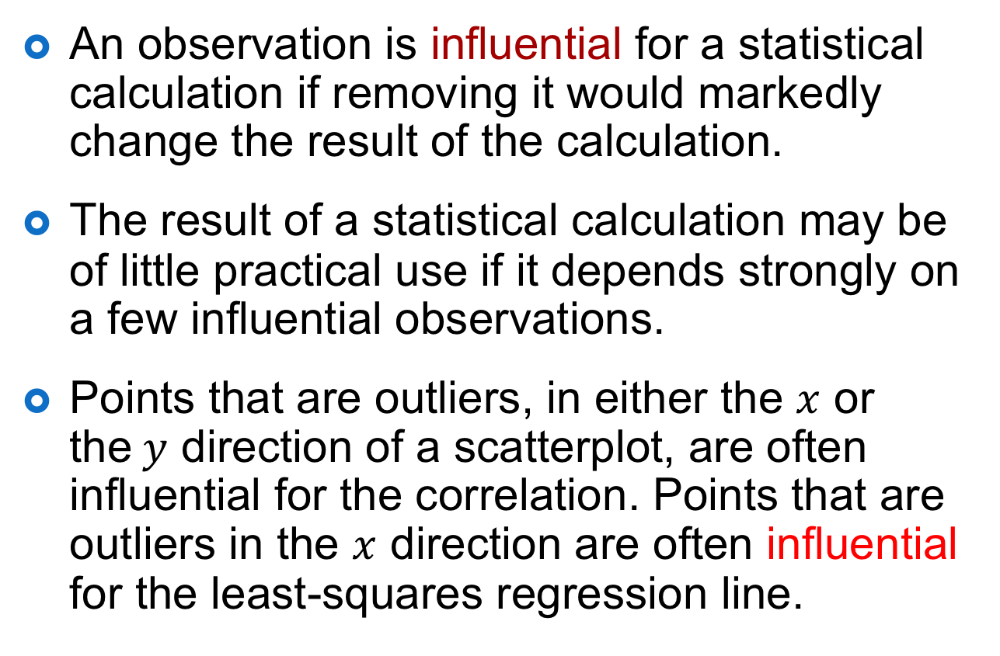 An observation is influential for a statistical
calculation if removing it would markedly
change the result of the calculation.
The result of a statistical calculation may be
of little practical use if it depends strongly on
a few influential observations.
Points that are outliers, in either the 𝑥 or
the 𝑦 direction of a scatterplot, are often
influential for the correlation. Points that are
outliers in the 𝑥 direction are often influential
for the least-squares regression line.